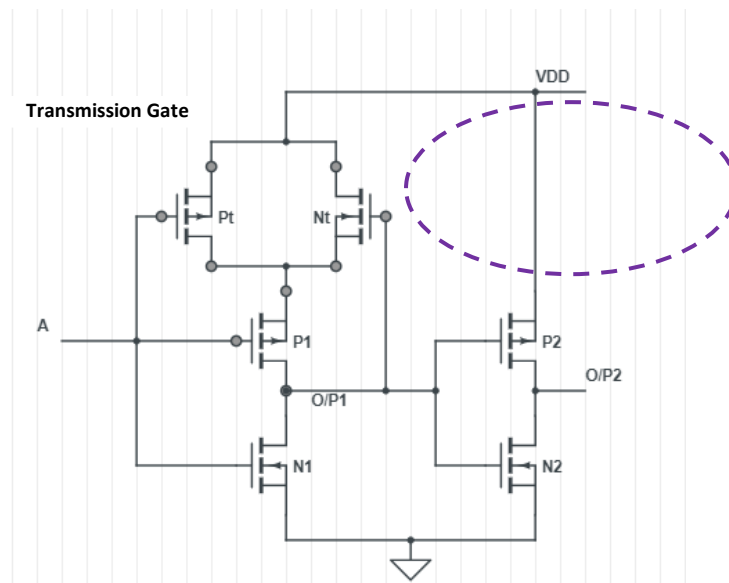 VDD
Transmission Gate
Pt
Nt
A
P1
P2
O/P1
O/P2
N1
N2